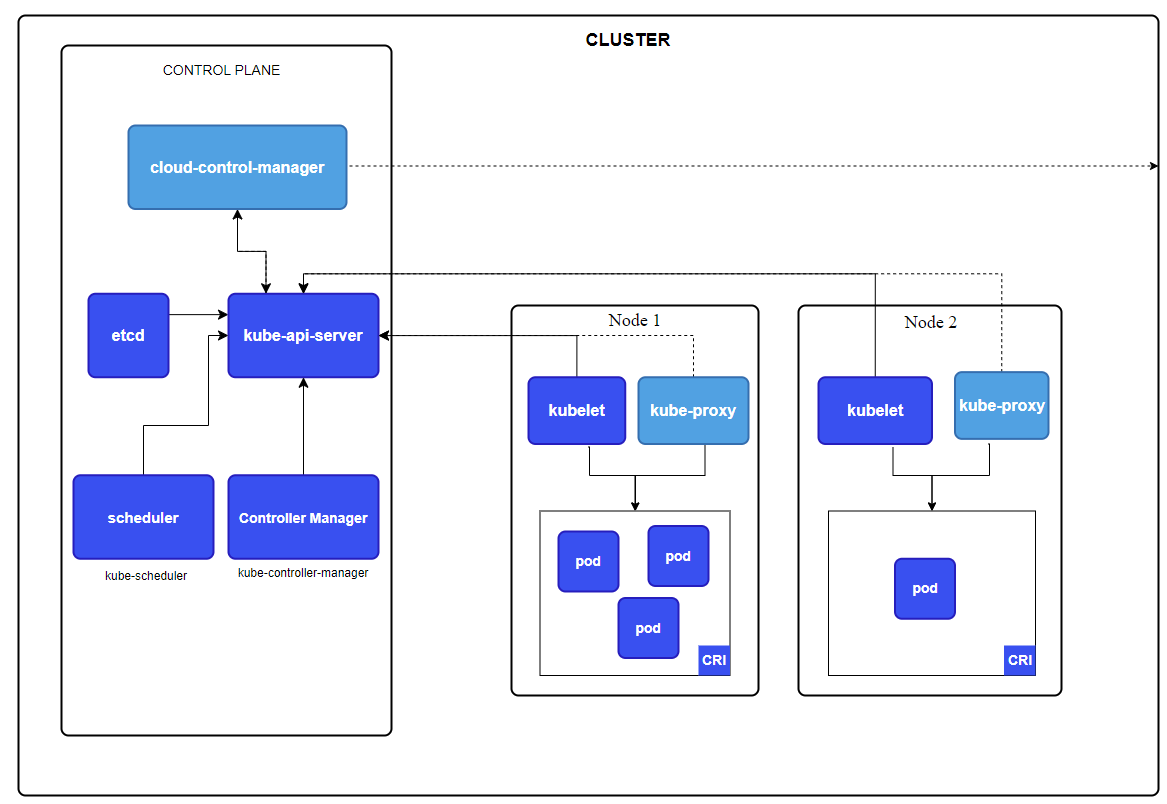 CLUSTER
CONTROL PLANE
cloud-control-manager
etcd
kube-api-server
scheduler
Controller Manager
kube-scheduler
kube-controller-manager
Node 1
kubelet
kube-proxy
pod
pod
pod
CRI
Node 2
kubelet
kube-proxy
pod
CRI